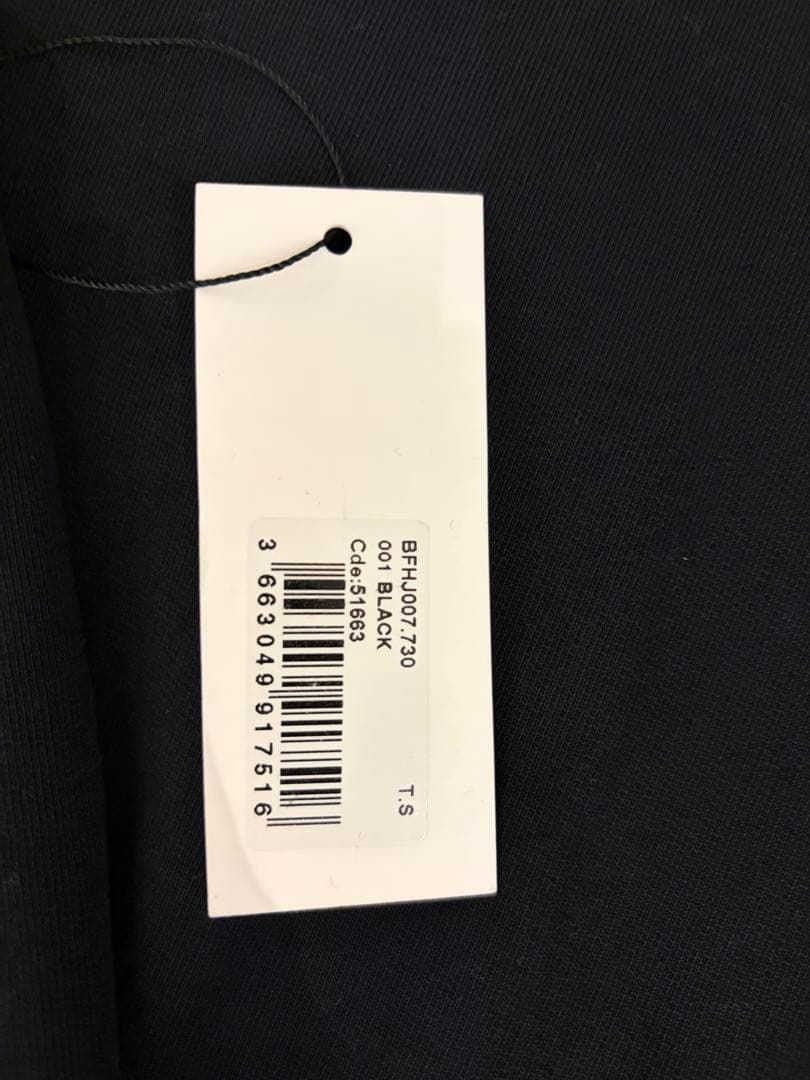 BFHJ007.730 T.S
001 BLACK
Cde:51663
3 663049 917516